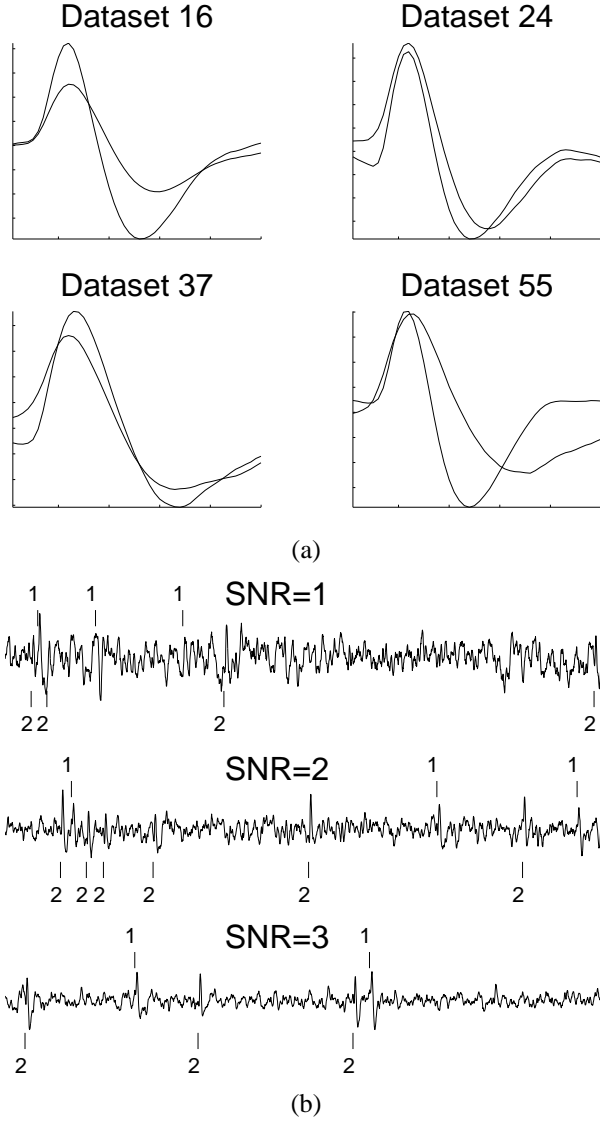 Dataset 16 Dataset 24
Dataset 37 Dataset 55
(a)
1 1 1 SNR=1
2 2 2 2
1 SNR=2 1 1
2 2 2 2 2 2
1 SNR=3 1
2 2 2
(b)